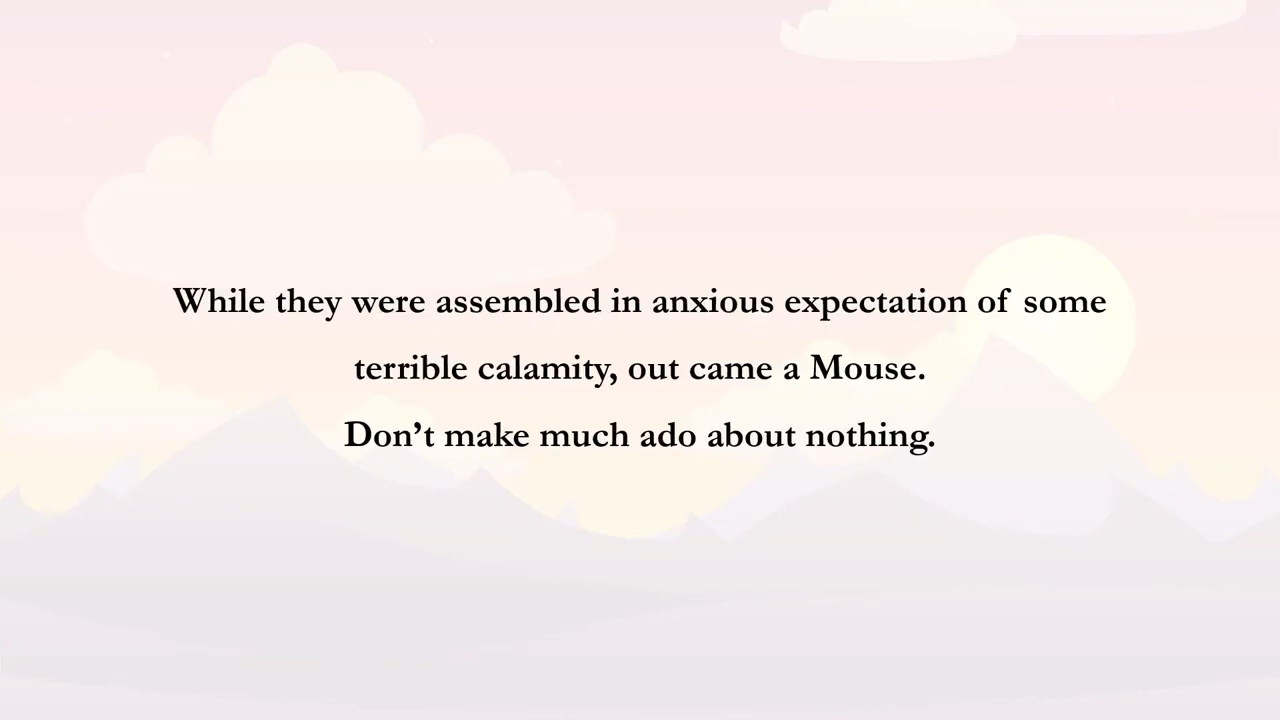 While they were assembled in anxious expectation of some
terrible calamity, out came a Mouse.
Don’t make much ado about nothing.